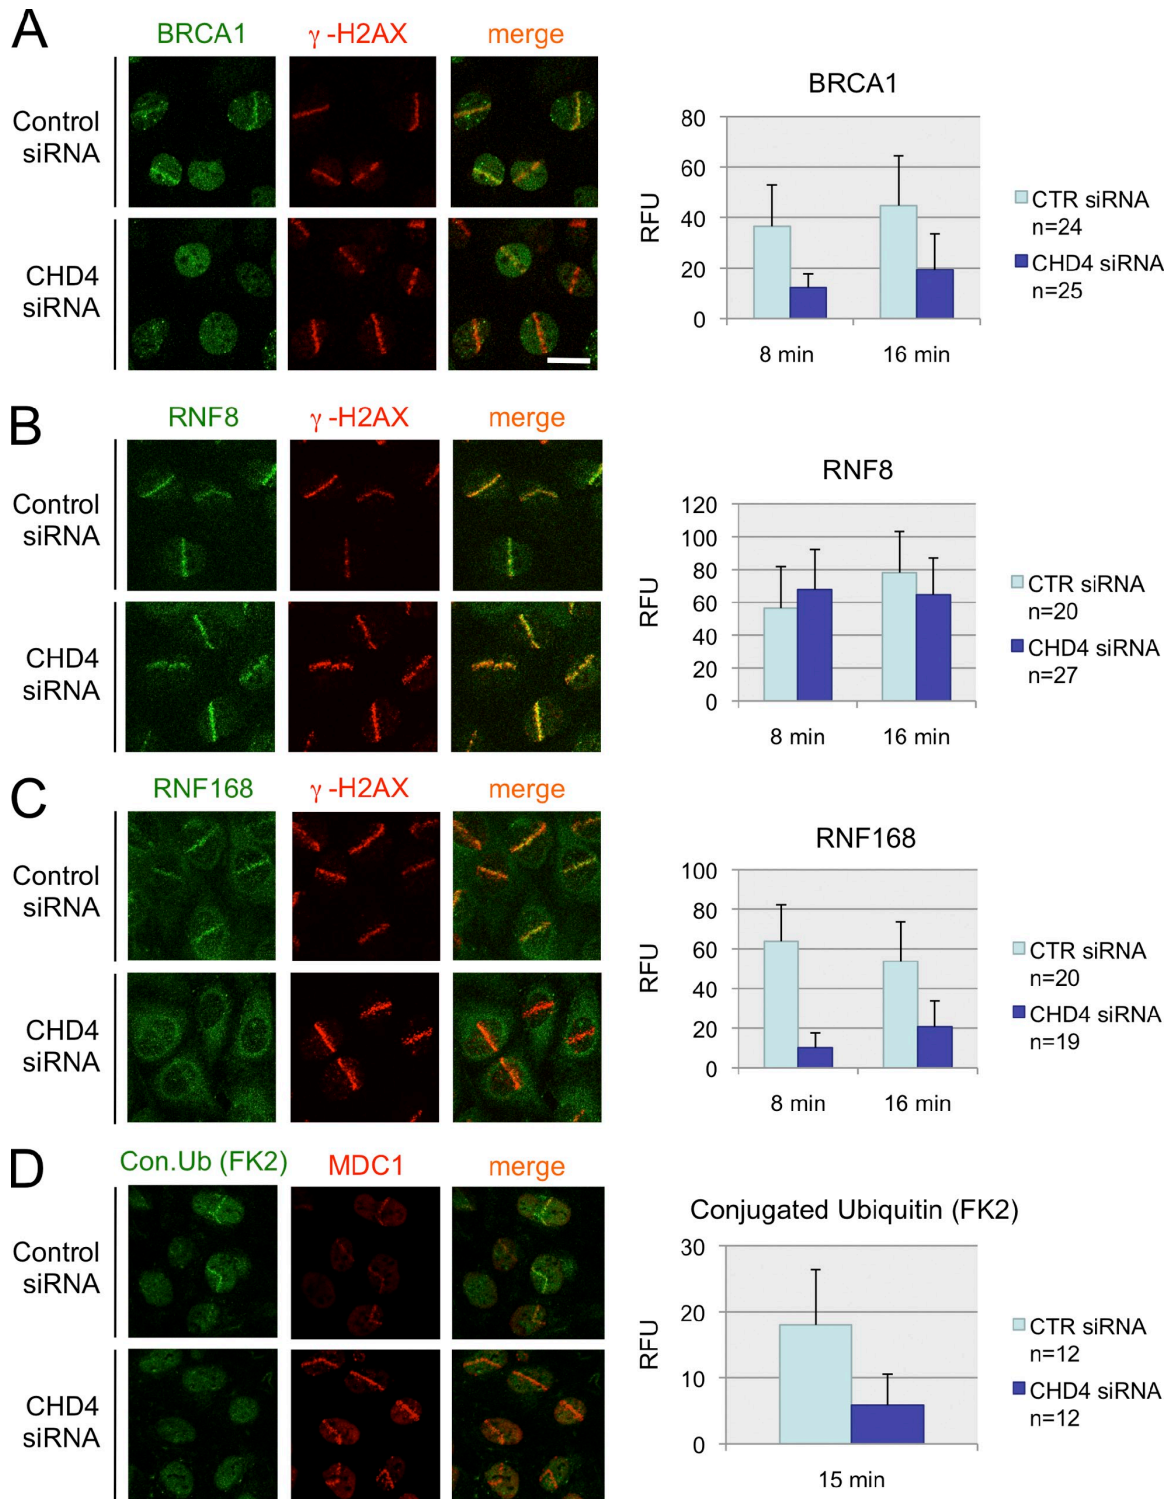 A
BRCA1 γ-H2AX merge
Control
siRNA
CHD4
siRNA
BRCA1
80
60
40
20
0
RFU
8 min 16 min
CTR siRNA
n=24
CHD4 siRNA
n=25
B
RNF8 γ-H2AX merge
Control
siRNA
CHD4
siRNA
RNF8
120
100
80
60
40
20
0
RFU
8 min 16 min
CTR siRNA
n=20
CHD4 siRNA
n=27
C
RNF168 γ-H2AX merge
Control
siRNA
CHD4
siRNA
RNF168
100
80
60
40
20
0
RFU
8 min 16 min
CTR siRNA
n=20
CHD4 siRNA
n=19
D
Con.Ub (FK2) MDC1 merge
Control
siRNA
CHD4
siRNA
Conjugated Ubiquitin (FK2)
30
20
10
0
RFU
15 min
CTR siRNA
n=12
CHD4 siRNA
n=12